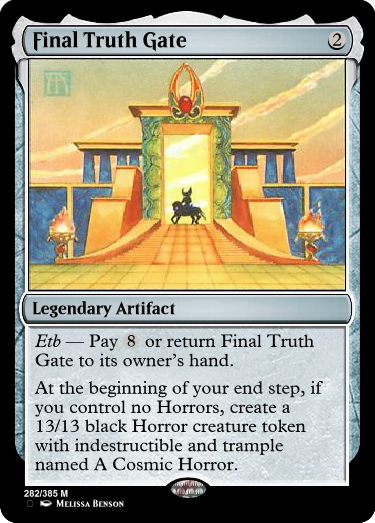 Final Truth Gate 2
Legendary Artifact
Etb — Pay 8 or return Final Truth
Gate to its owner's hand.
At the beginning of your end step, if
you control no Horrors, create a
13/13 black Horror creature token
with indestructible and trample
named A Cosmic Horror.
282/385 M
Melissa Benson